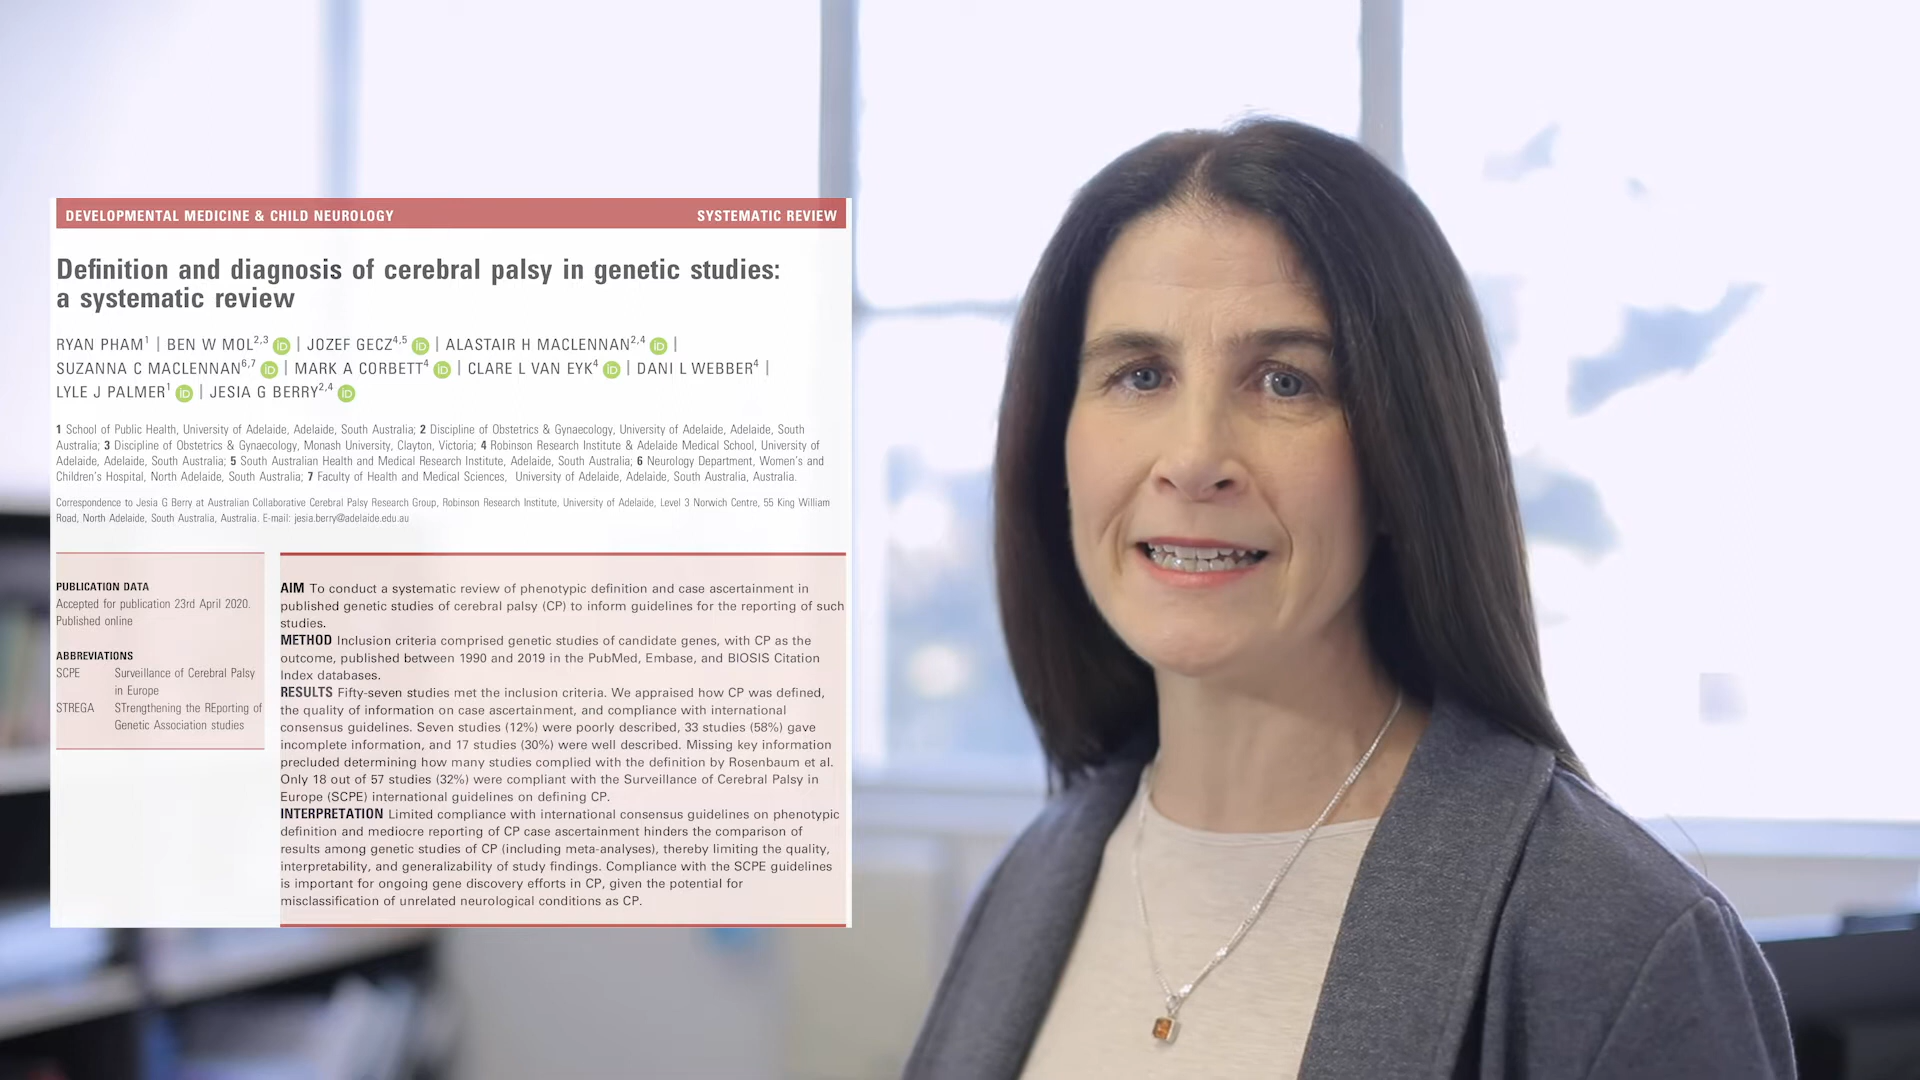 DEVELOPMENTAL MEDICINE & CHILD NEUROLOGY SYSTEMATIC REVIEW
Definition and diagnosis of cerebral palsy in genetic studies:
a systematic review
RYAN PHAM1 | BEN W MOL2,3 iD | JOZEF GECZ4,5 iD | ALASTAIR H MACLENNAN2,4 iD |
SUZANNA C MACLENNAN6,7 iD | MARK A CORBETT4 iD | CLARE L VAN EYK4 iD | DANI L WEBBER4 |
LYLE J PALMER1 iD | JESIA G BERRY2,4 iD
1 School of Public Health, University of Adelaide, Adelaide, South Australia; 2 Discipline of Obstetrics & Gynaecology, University of Adelaide, Adelaide, South
Australia; 3 Discipline of Obstetrics & Gynaecology, Monash University, Clayton, Victoria; 4 Robinson Research Institute & Adelaide Medical School, University of
Adelaide, Adelaide, South Australia; 5 South Australian Health and Medical Research Institute, Adelaide, South Australia; 6 Neurology Department, Women's and
Children's Hospital, North Adelaide, South Australia; 7 Faculty of Health and Medical Sciences, University of Adelaide, Adelaide, South Australia, Australia.
Correspondence to Jesia G Berry at Australian Collaborative Cerebral Palsy Research Group, Robinson Research Institute, University of Adelaide, Level 3 Norwich Centre, 55 King William
Road, North Adelaide, South Australia, Australia. E-mail: jesia.berry@adelaide.edu.au
PUBLICATION DATA
Accepted for publication 23rd April 2020.
Published online
ABBREVIATIONS
SCPE Surveillance of Cerebral Palsy
in Europe
STREGA STrengthening the REporting of
Genetic Association studies
AIM To conduct a systematic review of phenotypic definition and case ascertainment in
published genetic studies of cerebral palsy (CP) to inform guidelines for the reporting of such
studies.
METHOD Inclusion criteria comprised genetic studies of candidate genes, with CP as the
outcome, published between 1990 and 2019 in the PubMed, Embase, and BIOSIS Citation
Index databases.
RESULTS Fifty-seven studies met the inclusion criteria. We appraised how CP was defined,
the quality of information on case ascertainment, and compliance with international
consensus guidelines. Seven studies (12%) were poorly described, 33 studies (58%) gave
incomplete information, and 17 studies (30%) were well described. Missing key information
precluded determining how many studies complied with the definition by Rosenbaum et al.
Only 18 out of 57 studies (32%) were compliant with the Surveillance of Cerebral Palsy in
Europe (SCPE) international guidelines on defining CP.
INTERPRETATION Limited compliance with international consensus guidelines on phenotypic
definition and mediocre reporting of CP case ascertainment hinders the comparison of
results among genetic studies of CP (including meta-analyses), thereby limiting the quality,
interpretability, and generalizability of study findings. Compliance with the SCPE guidelines
is important for ongoing gene discovery efforts in CP, given the potential for
misclassification of unrelated neurological conditions as CP.